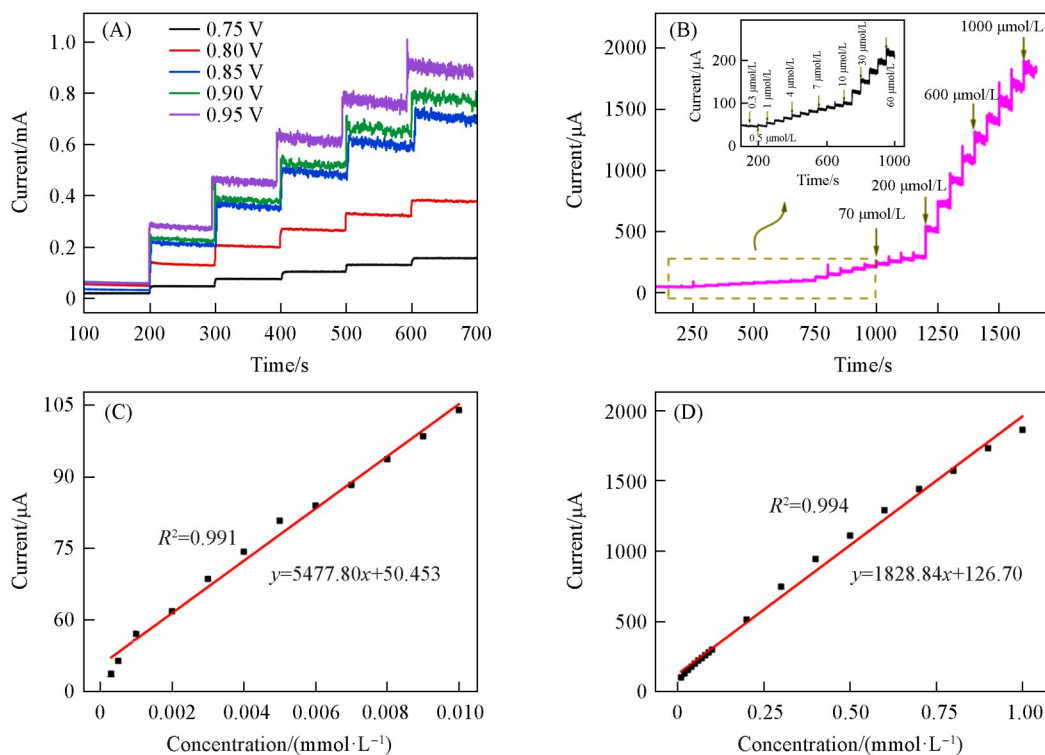 (A)
0.75 V
0.80 V
0.85 V
0.90 V
0.95 V
1.0
0.8
0.6
0.4
0.2
0
Current/mA
100 200 300 400 500 600 700
Time/s
(B)
2000
1500
1000
500
0
Current/μA
250 500 750 1000 1250 1500
Time/s
1000 μmol/L
600 μmol/L
200 μmol/L
70 μmol/L
200
100
0
Current/μA
200 600 1000
Time/s
0.3 μmol/L
0.5 μmol/L
1 μmol/L
4 μmol/L
7 μmol/L
10 μmol/L
30 μmol/L
60 μmol/L
(C)
105
90
75
60
0
Current/μA
R²=0.991
y=5477.80x+50.453
0 0.002 0.004 0.006 0.008 0.010
Concentration/(mmol·L⁻¹)
(D)
2000
1500
1000
500
0
Current/μA
R²=0.994
y=1828.84x+126.70
0 0.25 0.50 0.75 1.00
Concentration/(mmol·L⁻¹)